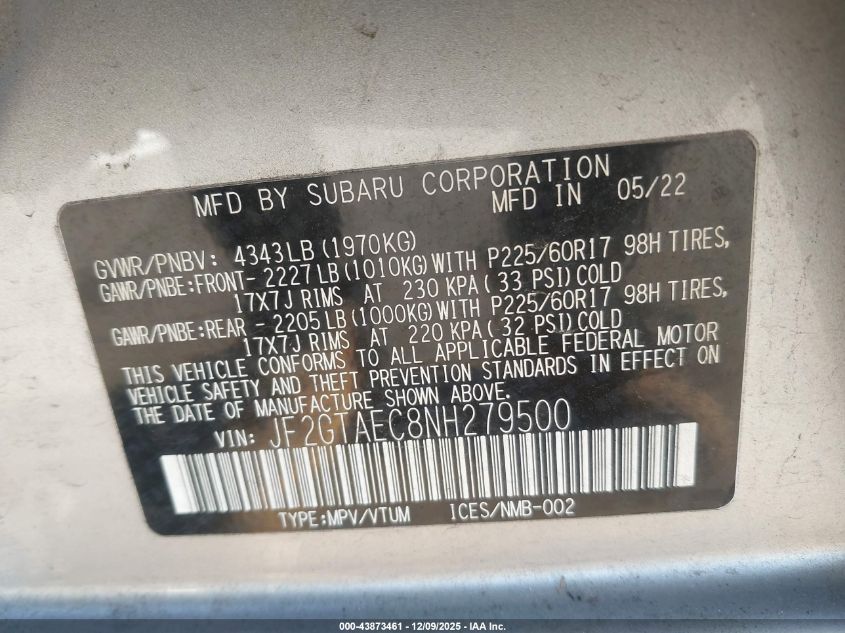 MFD BY SUBARU CORPORATION
MFD IN 05/22
GVWR/PNBV: 4343LB(1970KG)
GAWR/PNBE:FRONT- 2227LB(1010KG)WITH P225/60R17 98H TIRES,
17X7J RIMS AT 230 KPA(33 PSI)COLD
GAWR/PNBE:REAR - 2205LB(1000KG)WITH P225/60R17 98H TIRES,
17X7J RIMS AT 220 KPA(32 PSI)COLD
THIS VEHICLE CONFORMS TO ALL APPLICABLE FEDERAL MOTOR
VEHICLE SAFETY AND THEFT PREVENTION STANDARDS IN EFFECT ON
THE DATE OF MANUFACTURE SHOWN ABOVE.
VIN: JF2GTAEC8NH279500
TYPE:MPV/VTUM ICES/NMB-002
000-43873461 - 12/09/2025 - IAA Inc.